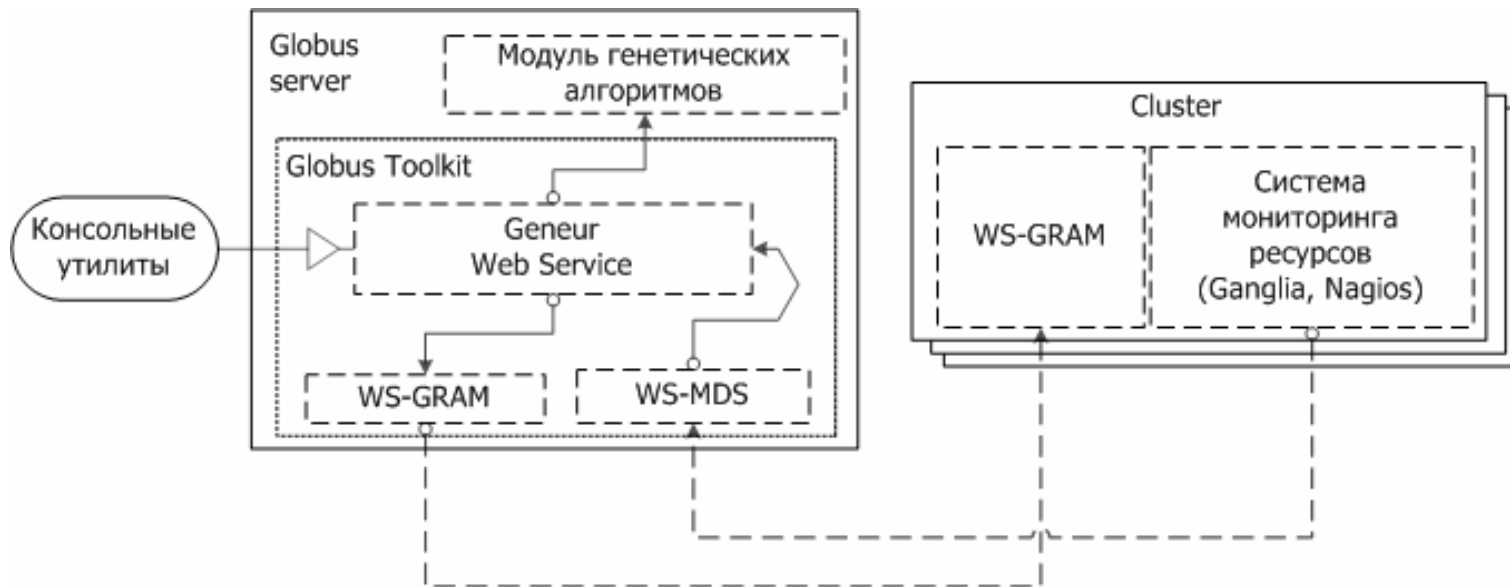 Globus
server
Модуль генетических
алгоритмов
Globus Toolkit
Консольные
утилиты
Geneur
Web Service
WS-GRAM
WS-MDS
Cluster
WS-GRAM
Система
мониторинга
ресурсов
(Ganglia, Nagios)